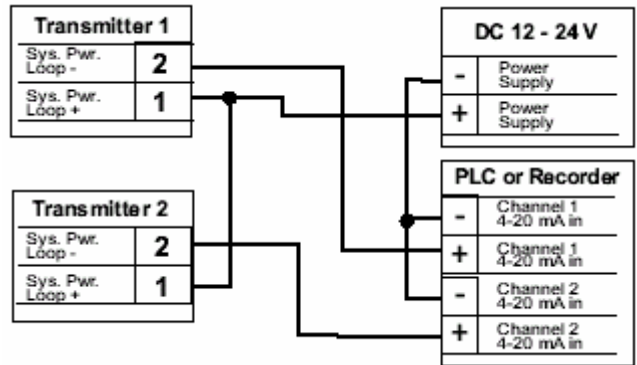 Transmitter 1
Sys. Pwr.
Loop -
2
Sys. Pwr.
Loop +
1
Transmitter 2
Sys. Pwr.
Loop -
2
Sys. Pwr.
Loop +
1
DC 12 - 24 V
-
Power
Supply
+
Power
Supply
PLC or Recorder
-
Channel 1
4-20 mA in
+
Channel 1
4-20 mA in
-
Channel 2
4-20 mA in
+
Channel 2
4-20 mA in